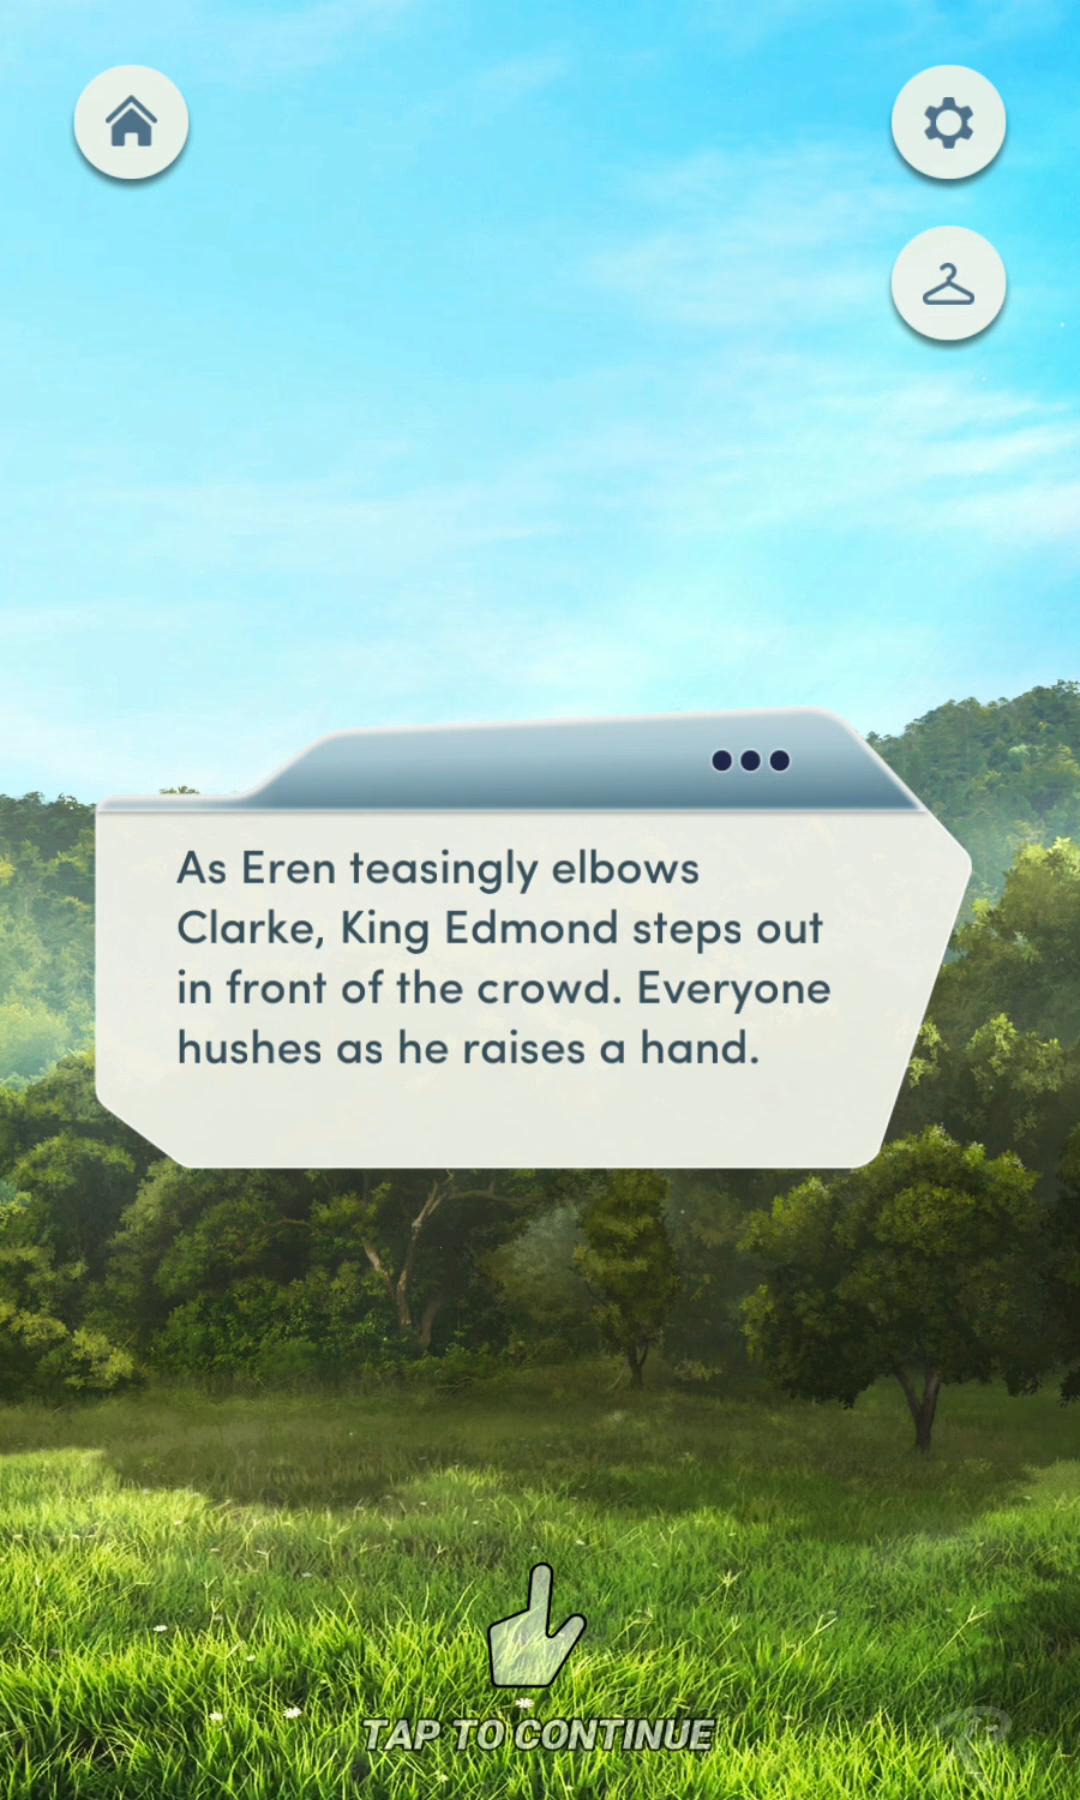 As Eren teasingly elbows
Clarke, King Edmond steps out
in front of the crowd. Everyone
hushes as he raises a hand.
TAP TO CONTINUE